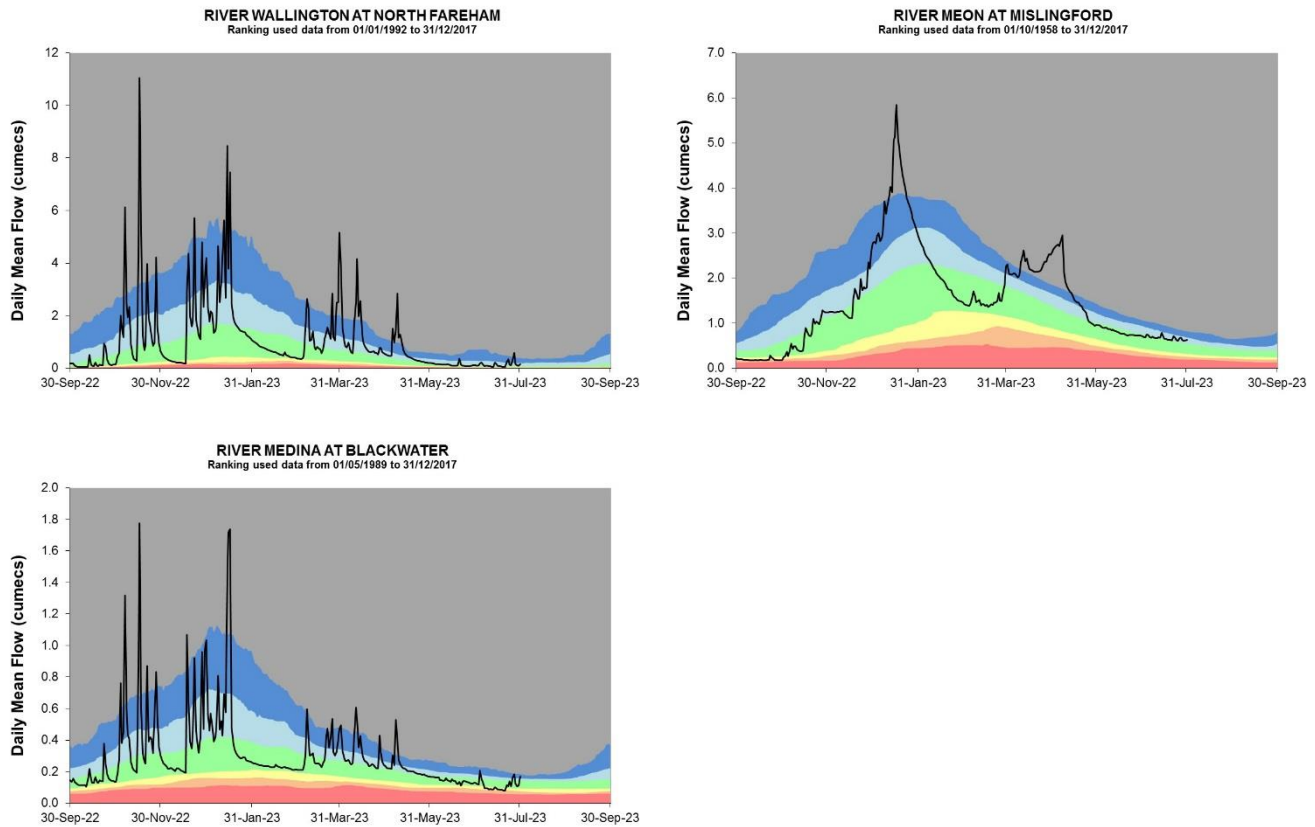 RIVER WALLINGTON AT NORTH FAREHAM
Ranking used data from 01/01/1992 to 31/12/2017
12
10
8
6
4
2
0
Daily Mean Flow (cumecs)
30-Sep-22 30-Nov-22 31-Jan-23 31-Mar-23 31-May-23 31-Jul-23 30-Sep-23
RIVER MEON AT MISLINGFORD
Ranking used data from 01/10/1958 to 31/12/2017
7.0
6.0
5.0
4.0
3.0
2.0
1.0
0.0
Daily Mean Flow (cumecs)
30-Sep-22 30-Nov-22 31-Jan-23 31-Mar-23 31-May-23 31-Jul-23 30-Sep-23
RIVER MEDINA AT BLACKWATER
Ranking used data from 01/05/1989 to 31/12/2017
2.0
1.8
1.6
1.4
1.2
1.0
0.8
0.6
0.4
0.2
0.0
Daily Mean Flow (cumecs)
30-Sep-22 30-Nov-22 31-Jan-23 31-Mar-23 31-May-23 31-Jul-23 30-Sep-23